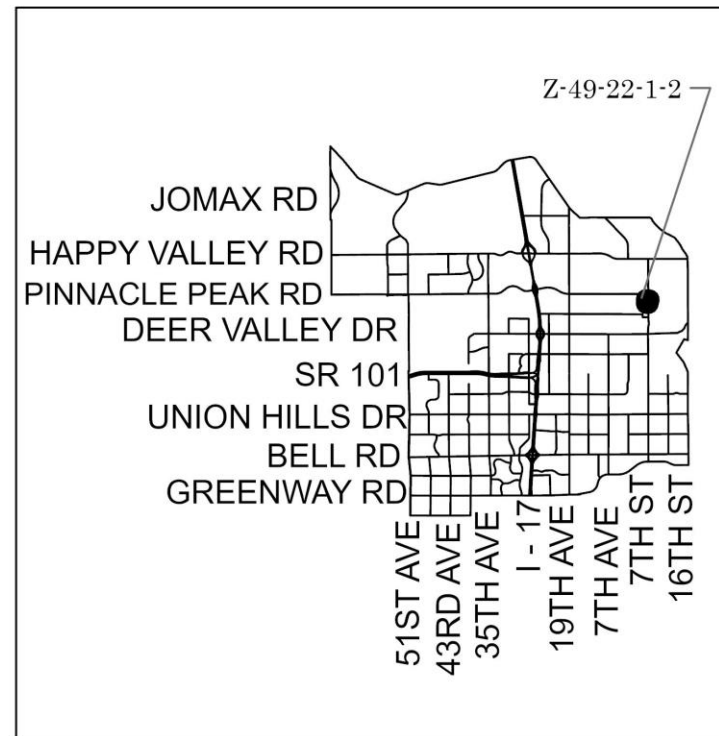 Z-49-22-1-2
JOMAX RD
HAPPY VALLEY RD
PINNACLE PEAK RD
DEER VALLEY DR
SR 101
UNION HILLS DR
BELL RD
GREENWAY RD
51ST AVE
43RD AVE
35TH AVE
I - 17
19TH AVE
7TH AVE
7TH ST
16TH ST